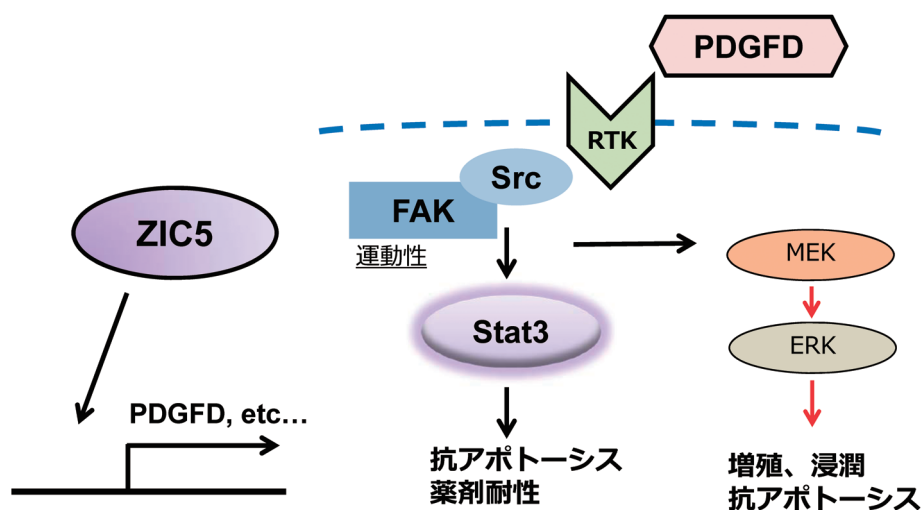 PDGFD
RTK
Src
FAK
運動性
ZIC5
MEK
Stat3
ERK
PDGFD, etc…
抗アポトーシス
薬剤耐性
増殖、浸潤
抗アポトーシス